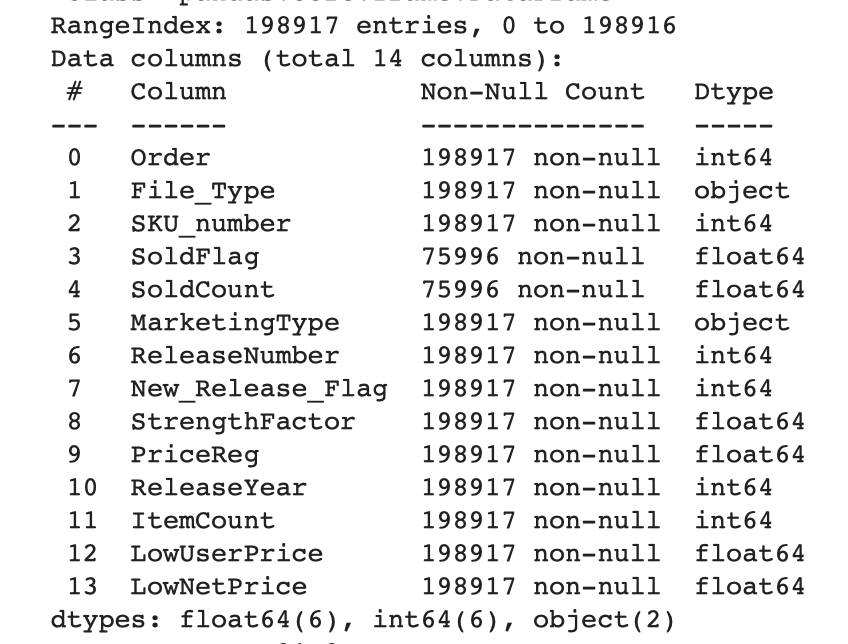 RangeIndex: 198917 entries, 0 to 198916
Data columns (total 14 columns):
 #   Column            Non-Null Count   Dtype
---  ------            --------------   -----
 0   Order             198917 non-null  int64
 1   File_Type         198917 non-null  object
 2   SKU_number        198917 non-null  int64
 3   SoldFlag          75996 non-null   float64
 4   SoldCount         75996 non-null   float64
 5   MarketingType     198917 non-null  object
 6   ReleaseNumber     198917 non-null  int64
 7   New_Release_Flag  198917 non-null  int64
 8   StrengthFactor    198917 non-null  float64
 9   PriceReg          198917 non-null  float64
 10  ReleaseYear       198917 non-null  int64
 11  ItemCount         198917 non-null  int64
 12  LowUserPrice      198917 non-null  float64
 13  LowNetPrice       198917 non-null  float64
dtypes: float64(6), int64(6), object(2)